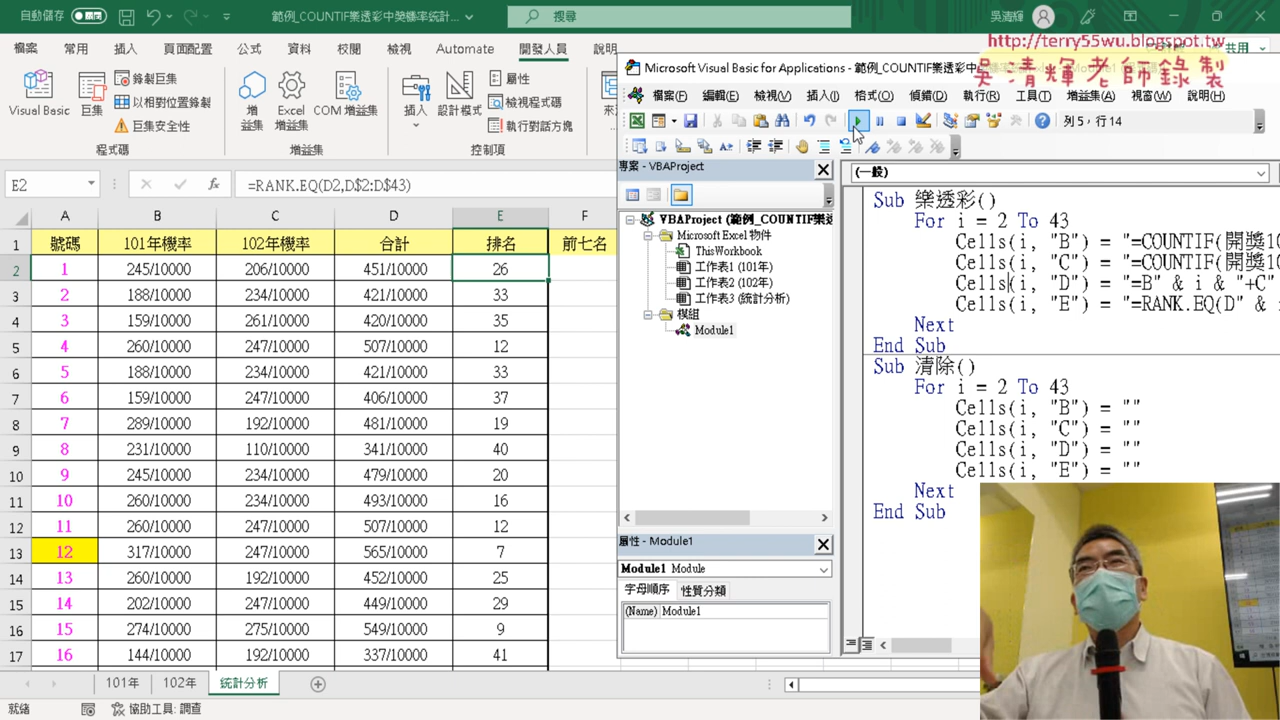 自動儲存
範例_COUNTIF樂透彩中獎機率統計...
搜尋
吳清輝
檔案 常用 插入 頁面配置 公式 資料 校閱 檢視 Automate 開發人員 說明
共用
http://terry55wu.blogspot.tw
吳清輝老師錄製
Visual Basic
巨集
錄製巨集
以相對位置錄製
巨集安全性
程式碼
增益集
Excel 增益集
COM 增益集
增益集
插入
設計模式
屬性
檢視程式碼
執行對話方塊
控制項
E2
fx
=RANK.EQ(D2,D$2:D$43)
A B C D E F
1 號碼 101年機率 102年機率 合計 排名 前七名
2 1 245/10000 206/10000 451/10000 26
3 2 188/10000 234/10000 421/10000 33
4 3 159/10000 261/10000 420/10000 35
5 4 260/10000 247/10000 507/10000 12
6 5 188/10000 234/10000 421/10000 33
7 6 159/10000 247/10000 406/10000 37
8 7 289/10000 192/10000 481/10000 19
9 8 231/10000 110/10000 341/10000 40
10 9 245/10000 234/10000 479/10000 20
11 10 260/10000 234/10000 493/10000 16
12 11 260/10000 247/10000 507/10000 12
13 12 317/10000 247/10000 565/10000 7
14 13 260/10000 192/10000 452/10000 25
15 14 202/10000 247/10000 449/10000 29
16 15 274/10000 275/10000 549/10000 9
17 16 144/10000 192/10000 337/10000 41
101年 102年 統計分析
就緒
協助工具: 調查
Microsoft Visual Basic for Applications - 範例_COUNTIF樂透彩中
檔案(F) 編輯(E) 檢視(V) 插入(I) 格式(O) 偵錯(D) 執行(R) 工具(T) 增益集(A) 視窗(W) 說明(H)
列 5, 行 14
專案 - VBAProject
VBAProject (範例_COUNTIF樂透
Microsoft Excel 物件
ThisWorkbook
工作表1 (101年)
工作表2 (102年)
工作表3 (統計分析)
模組
Module1
屬性 - Module1
Module1 Module
字母順序 性質分類
(Name) Module1
(一般)
Sub 樂透彩()
For i = 2 To 43
Cells(i, "B") = "=COUNTIF(開獎10
Cells(i, "C") = "=COUNTIF(開獎10
Cells(i, "D") = "=B" & i & "+C"
Cells(i, "E") = "=RANK.EQ(D" & i
Next
End Sub
Sub 清除()
For i = 2 To 43
Cells(i, "B") = ""
Cells(i, "C") = ""
Cells(i, "D") = ""
Cells(i, "E") = ""
Next
End Sub